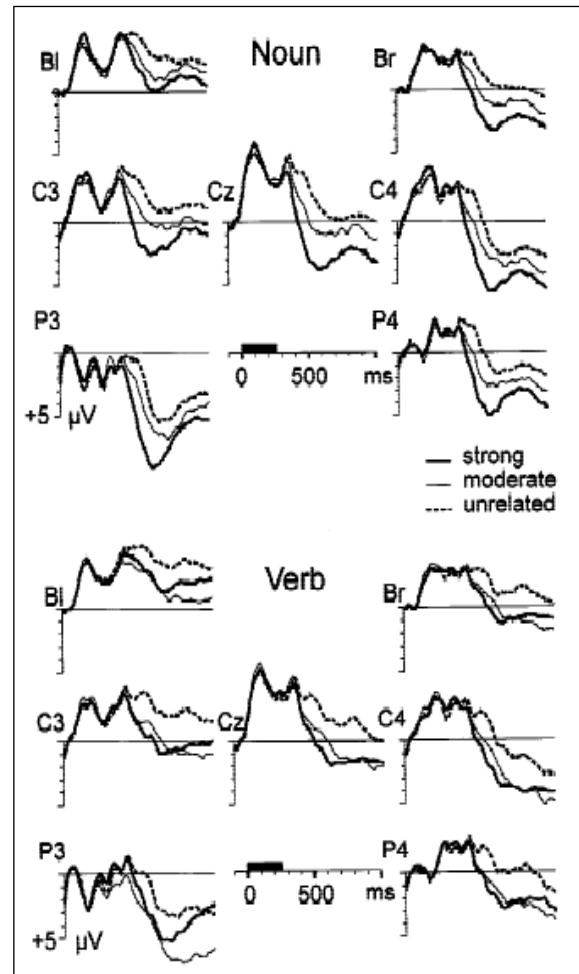 Noun
Bl
Br
C3
Cz
C4
P3
P4
0 500 ms
+5 µV
strong
moderate
unrelated
Verb
Bl
Br
C3
Cz
C4
P3
P4
0 500 ms
+5 µV